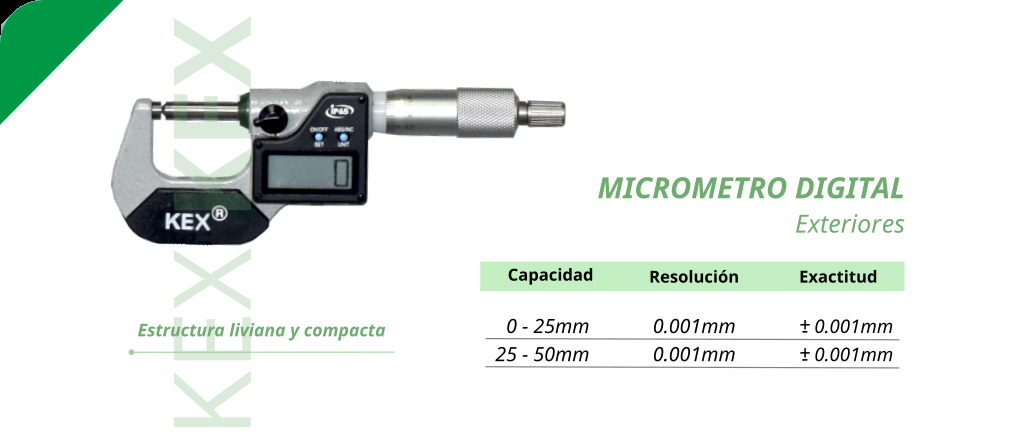 KEX KEX
IP65
ON/OFF ABS/INC
SET UNIT
0
KEX®
MICROMETRO DIGITAL
Exteriores
Capacidad Resolución Exactitud
0 - 25mm 0.001mm ± 0.001mm
25 - 50mm 0.001mm ± 0.001mm
Estructura liviana y compacta